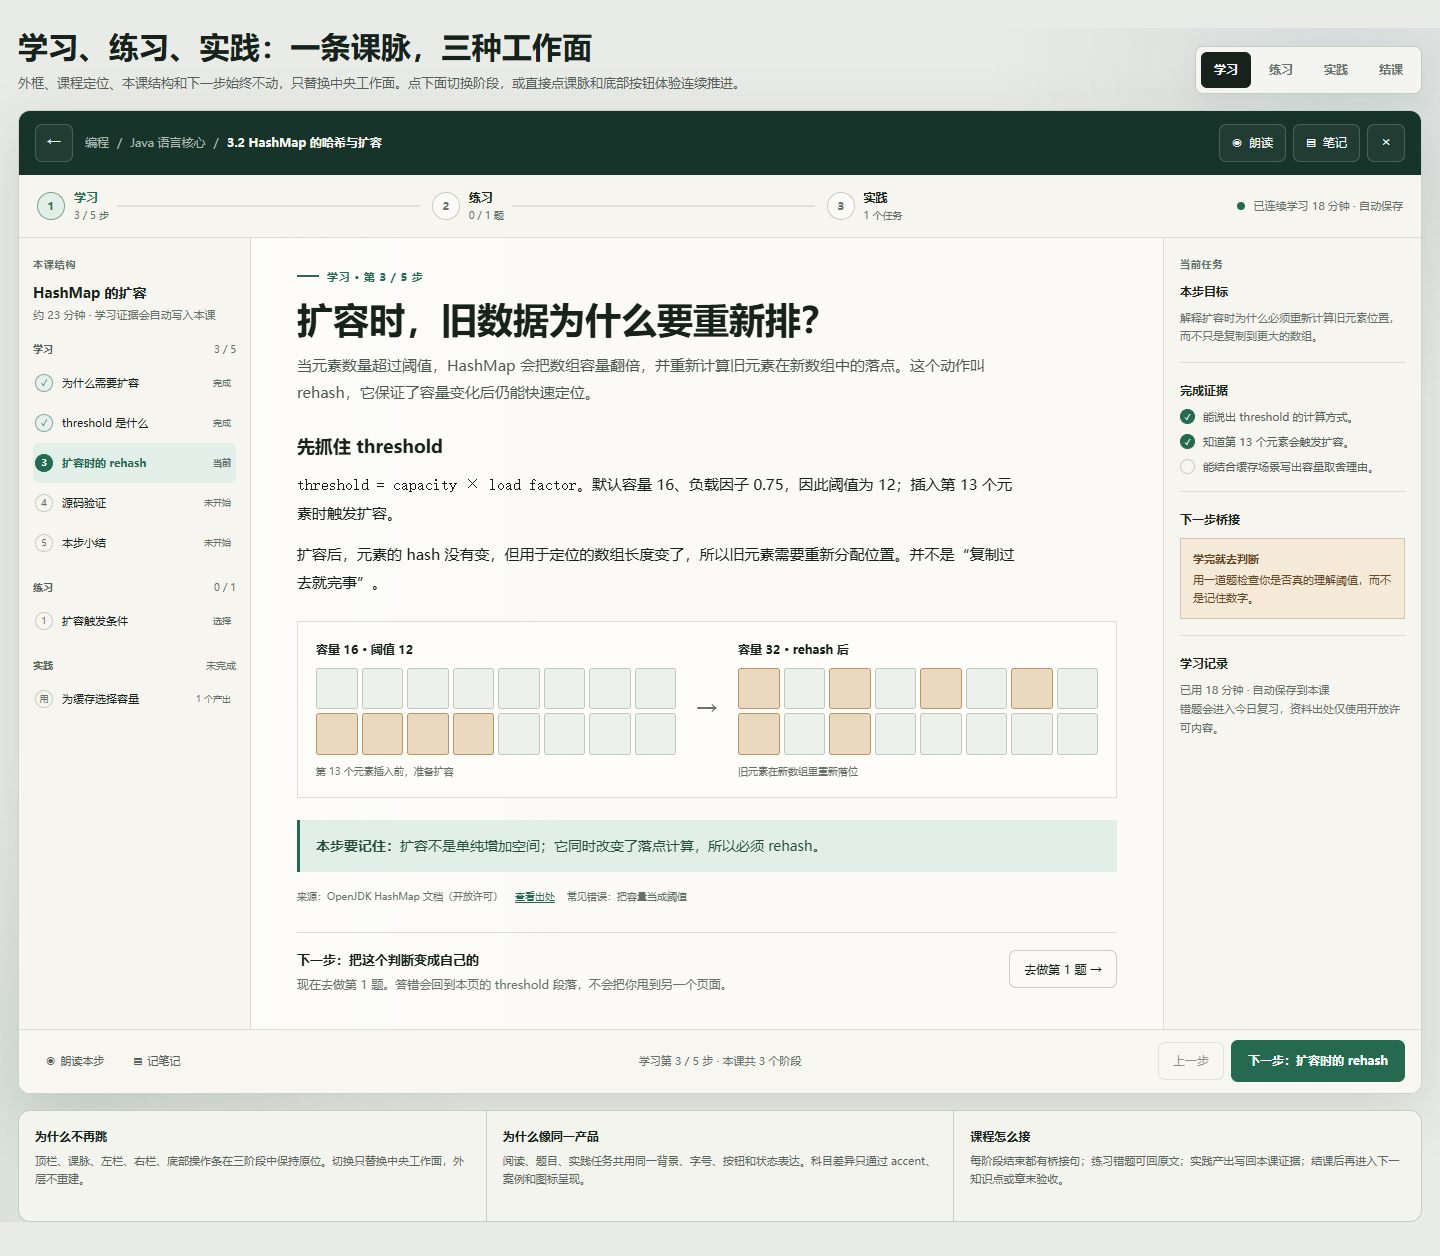 学习、练习、实践：一条课脉，三种工作面
外框、课程定位、本课结构和下一步始终不动，只替换中央工作面。点下面切换阶段，或直接点课脉和底部按钮体验连续推进。
学习 练习 实践 结课
← 编程 / Java 语言核心 / 3.2 HashMap 的哈希与扩容 朗读 笔记 ×
1 学习 2 练习 3 实践
3 / 5 步 0 / 1 题 1 个任务
已连续学习 18 分钟 · 自动保存
本课结构
HashMap 的扩容
约 23 分钟 · 学习证据会自动写入本课
学习 3 / 5
✓ 为什么需要扩容 完成
✓ threshold 是什么 完成
3 扩容时的 rehash 当前
4 源码验证 未开始
5 本步小结 未开始
练习 0 / 1
1 扩容触发条件 选择
实践 未完成
用 为缓存选择容量 1 个产出
学习 · 第 3 / 5 步
扩容时，旧数据为什么要重新排？
当元素数量超过阈值，HashMap 会把数组容量翻倍，并重新计算旧元素在新数组中的落点。这个动作叫
rehash，它保证了容量变化后仍能快速定位。
先抓住 threshold
threshold = capacity × load factor。默认容量 16、负载因子 0.75，因此阈值为 12；插入第 13 个元
素时触发扩容。
扩容后，元素的 hash 没有变，但用于定位的数组长度变了，所以旧元素需要重新分配位置。并不是“复制过
去就完事”。
容量 16 · 阈值 12
第 13 个元素插入前，准备扩容
→
容量 32 · rehash 后
旧元素在新数组里重新落位
本步要记住：扩容不是单纯增加空间；它同时改变了落点计算，所以必须 rehash。
来源：OpenJDK HashMap 文档（开放许可） 查看出处 常见错误：把容量当成阈值
下一步：把这个判断变成自己的
现在去做第 1 题。答错会回到本页的 threshold 段落，不会把你甩到另一个页面。
去做第 1 题 →
当前任务
本步目标
解释扩容时为什么必须重新计算旧元素位置，
而不只是复制到更大的数组。
完成证据
✓ 能说出 threshold 的计算方式。
✓ 知道第 13 个元素会触发扩容。
能结合缓存场景写出容量取舍理由。
下一步桥接
学完就去判断
用一道题检查你是否真的理解阈值，而不
是记住数字。
学习记录
已用 18 分钟 · 自动保存到本课
错题会进入今日复习，资料出处仅使用开放许
可内容。
朗读本步 记笔记 学习第 3 / 5 步 · 本课共 3 个阶段 上一步 下一步：扩容时的 rehash
为什么不再跳
顶栏、课脉、左栏、右栏、底部操作条在三阶段中保持原位。切换只替换中央工作面，外
层不重建。
为什么像同一产品
阅读、题目、实践任务共用同一背景、字号、按钮和状态表达。科目差异只通过 accent、
案例和图标呈现。
课程怎么接
每阶段结束都有桥接句；练习错题可回原文；实践产出写回本课证据；结课后再进入下一
知识点或章末验收。